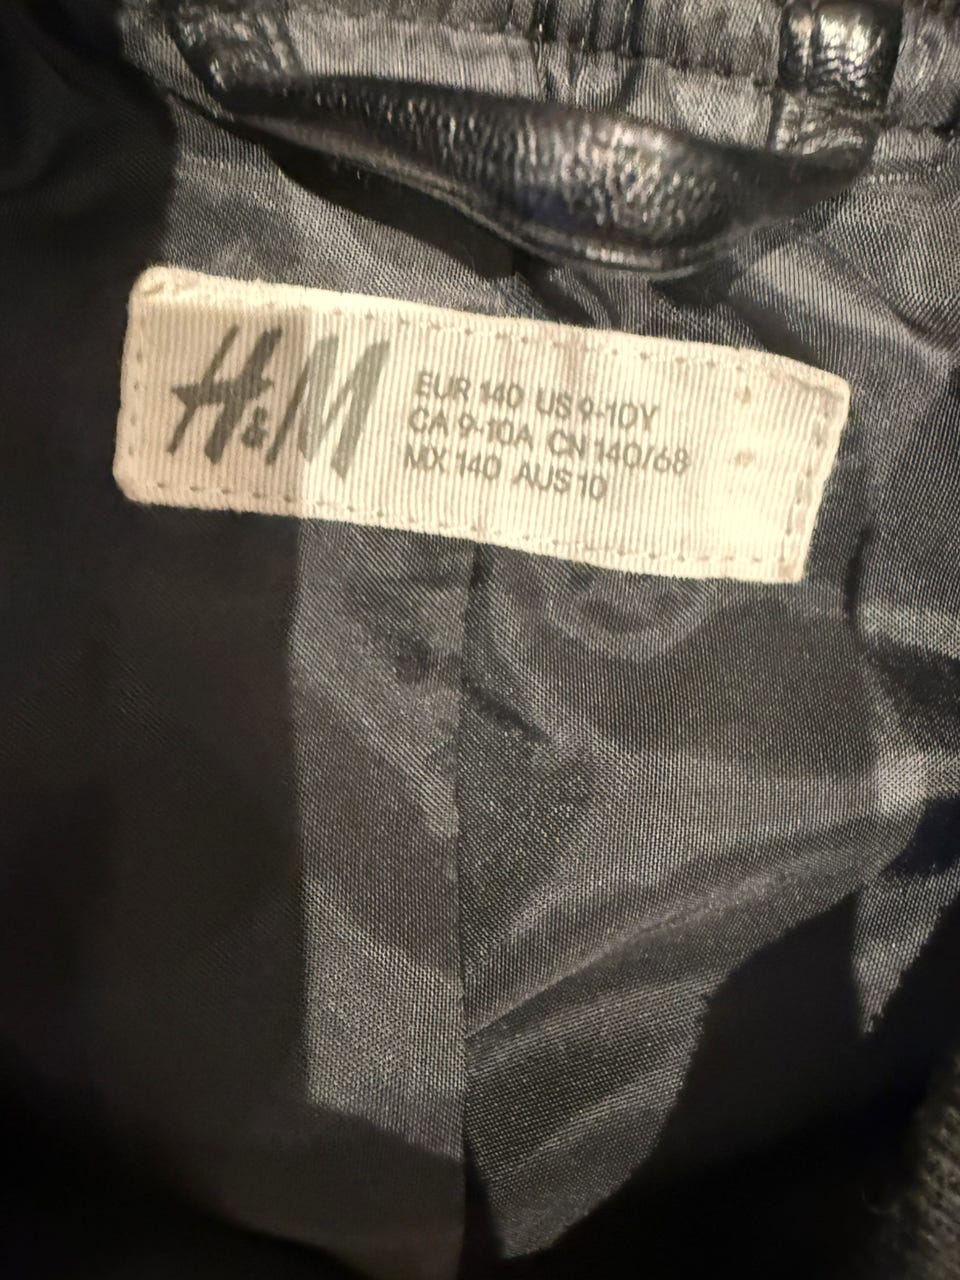 H&M
EUR 140 US 9-10Y
CA 9-10A CN 140/68
MX 140 AUS 10